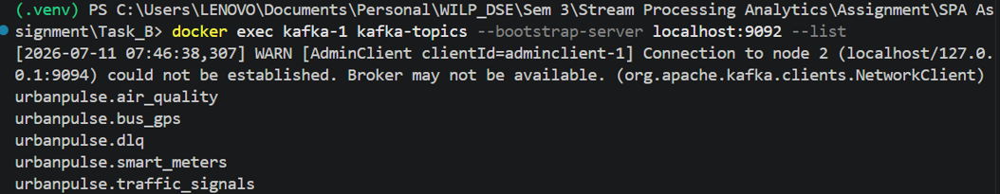 (.venv) PS C:\Users\LENOVO\Documents\Personal\WILP_DSE\Sem 3\Stream Processing Analytics\Assignment\SPA As
signment\Task_B> docker exec kafka-1 kafka-topics --bootstrap-server localhost:9092 --list
[2026-07-11 07:46:38,307] WARN [AdminClient clientId=adminclient-1] Connection to node 2 (localhost/127.0.
0.1:9094) could not be established. Broker may not be available. (org.apache.kafka.clients.NetworkClient)
urbanpulse.air_quality
urbanpulse.bus_gps
urbanpulse.dlq
urbanpulse.smart_meters
urbanpulse.traffic_signals